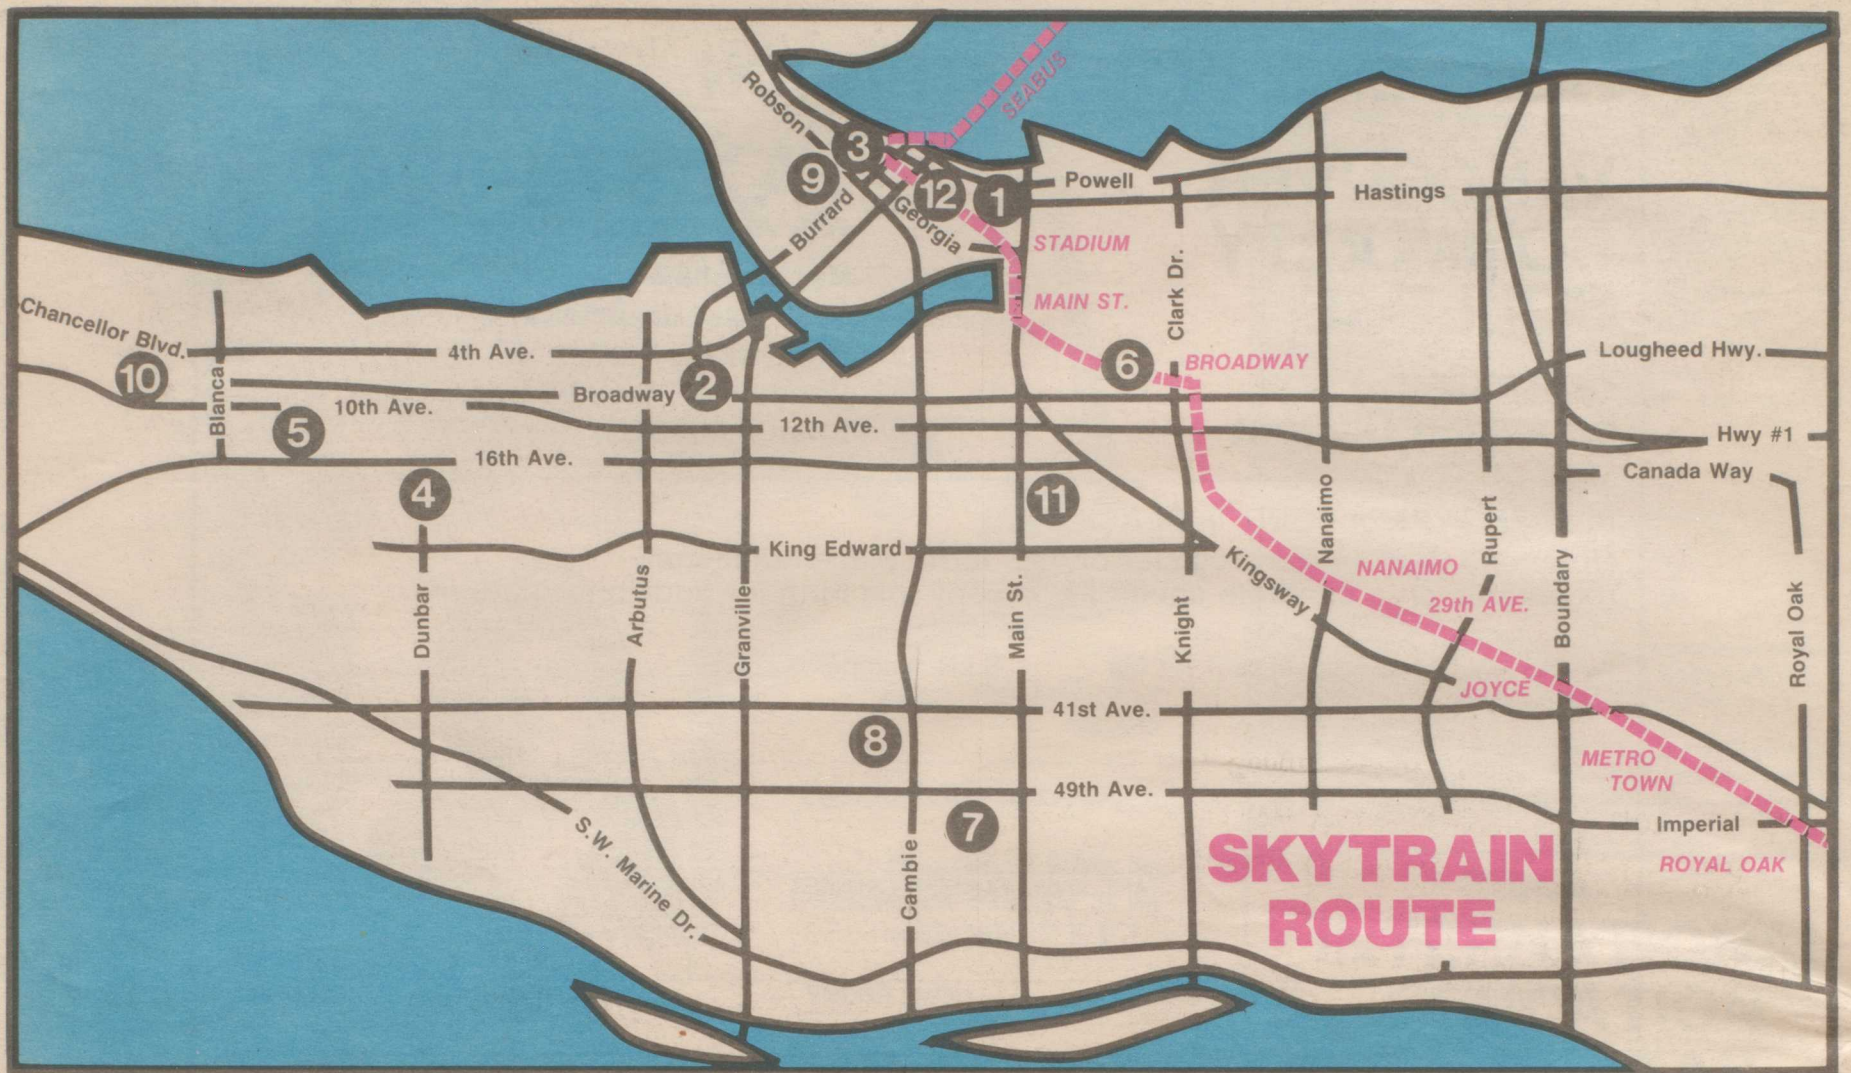 SEABUS
Robson
3
9
12
1
Powell
Hastings
Burrard
Georgia
STADIUM
MAIN ST.
Clark Dr.
Chancellor Blvd.
4th Ave.
6
BROADWAY
Lougheed Hwy.
10
Blanca
Broadway
2
10th Ave.
5
12th Ave.
Hwy #1
16th Ave.
Canada Way
4
11
Nanaimo
Rupert
King Edward
Kingsway
NANAIMO
29th AVE.
Dunbar
Arbutus
Granville
Main St.
Knight
Boundary
Royal Oak
JOYCE
41st Ave.
8
METRO
TOWN
49th Ave.
7
Imperial
S.W. Marine Dr.
Cambie
SKYTRAIN
ROUTE
ROYAL OAK